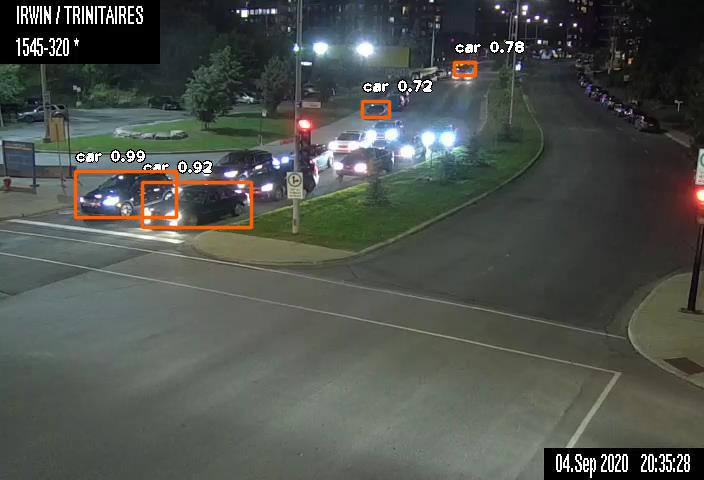 IRWIN / TRINITAIRES
1545-320 *
car 0.78
car 0.72
car 0.99
car 0.92
04.Sep 2020 20:35:28